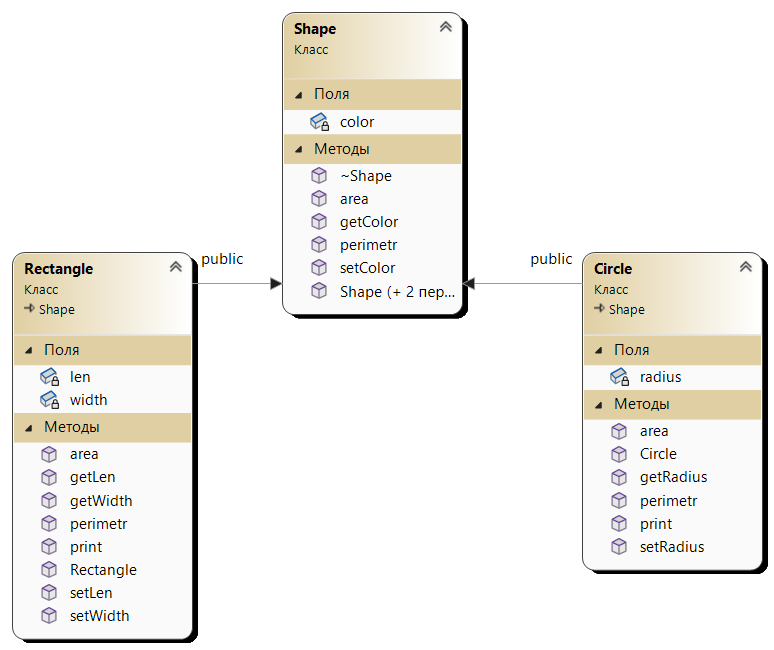 Shape
Класс
Поля
color
Методы
~Shape
area
getColor
perimetr
setColor
Shape (+ 2 пер...
public
public
Rectangle
Класс
Shape
Поля
len
width
Методы
area
getLen
getWidth
perimetr
print
Rectangle
setLen
setWidth
Circle
Класс
Shape
Поля
radius
Методы
area
Circle
getRadius
perimetr
print
setRadius